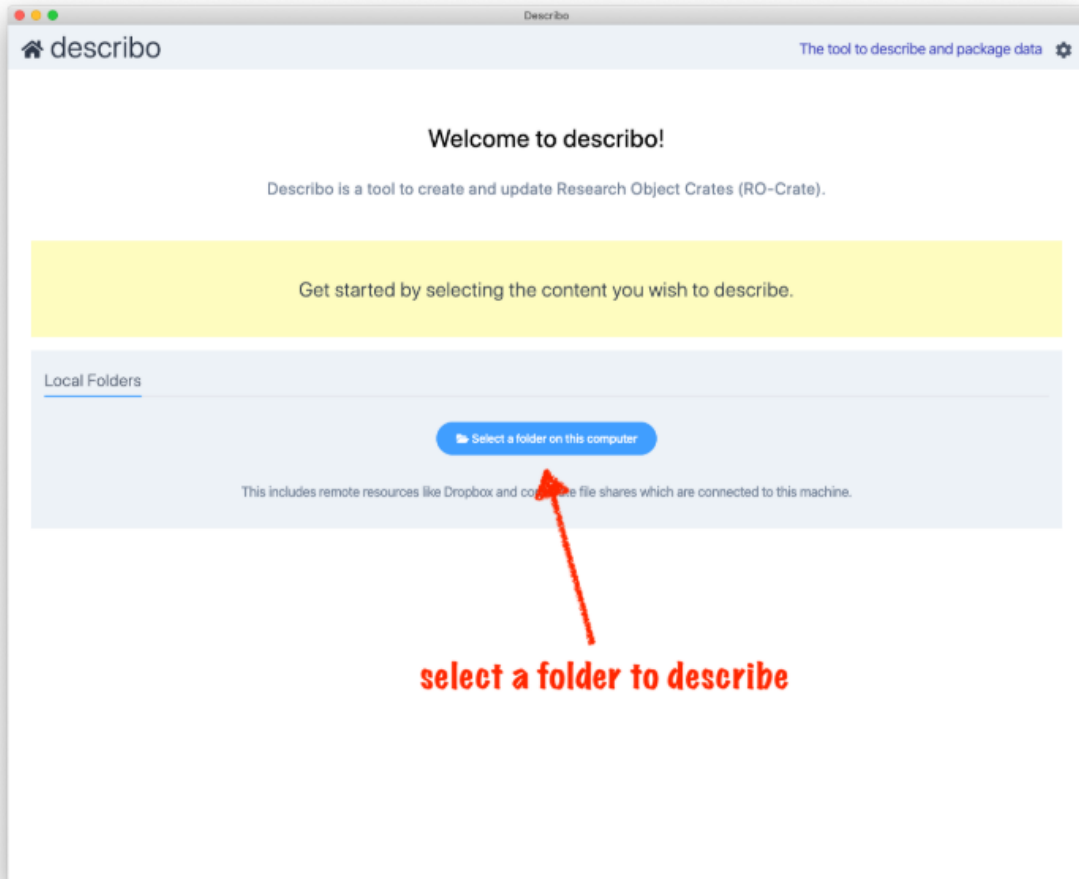 Describo
describo
The tool to describe and package data
Welcome to describo!
Describo is a tool to create and update Research Object Crates (RO-Crate).
Get started by selecting the content you wish to describe.
Local Folders
Select a folder on this computer
This includes remote resources like Dropbox and file shares which are connected to this machine.
select a folder to describe